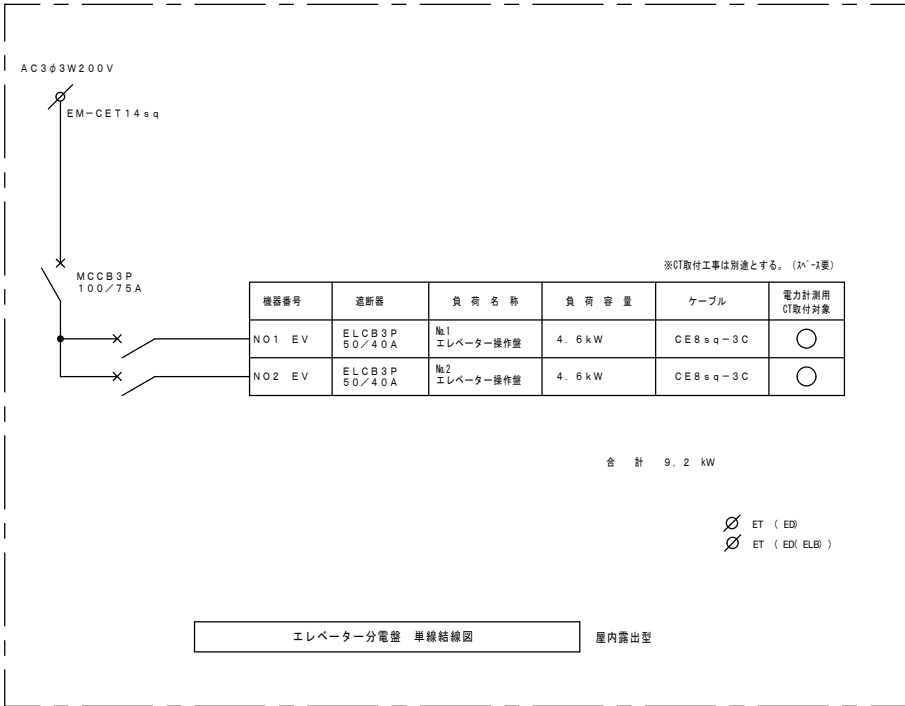 AC3φ3W200V
EM-CET14sq
MCCB3P
100/75A
※CT取付工事は別途とする。（ｽﾍﾟｰｽ要）
機器番号 遮断器 負荷名称 負荷容量 ケーブル 電力計測用
CT取付対象
NO1 EV ELCB3P
50/40A №1
エレベーター操作盤 4.6kW CE8sq-3C ○
NO2 EV ELCB3P
50/40A №2
エレベーター操作盤 4.6kW CE8sq-3C ○
合 計 9.2 kW
ET (ED)
ET (ED(ELB))
エレベーター分電盤 単線結線図 屋内露出型